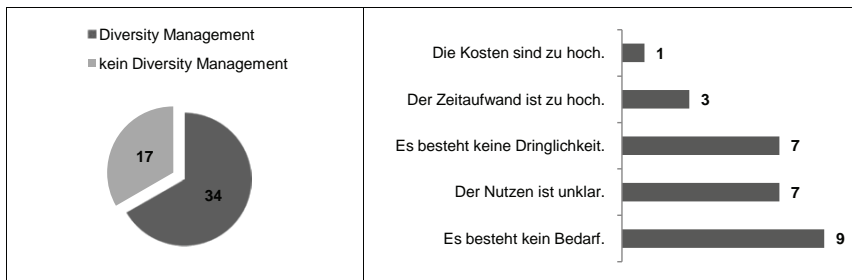 Diversity Management
kein Diversity Management
17
34
Die Kosten sind zu hoch. 1
Der Zeitaufwand ist zu hoch. 3
Es besteht keine Dringlichkeit. 7
Der Nutzen ist unklar. 7
Es besteht kein Bedarf. 9